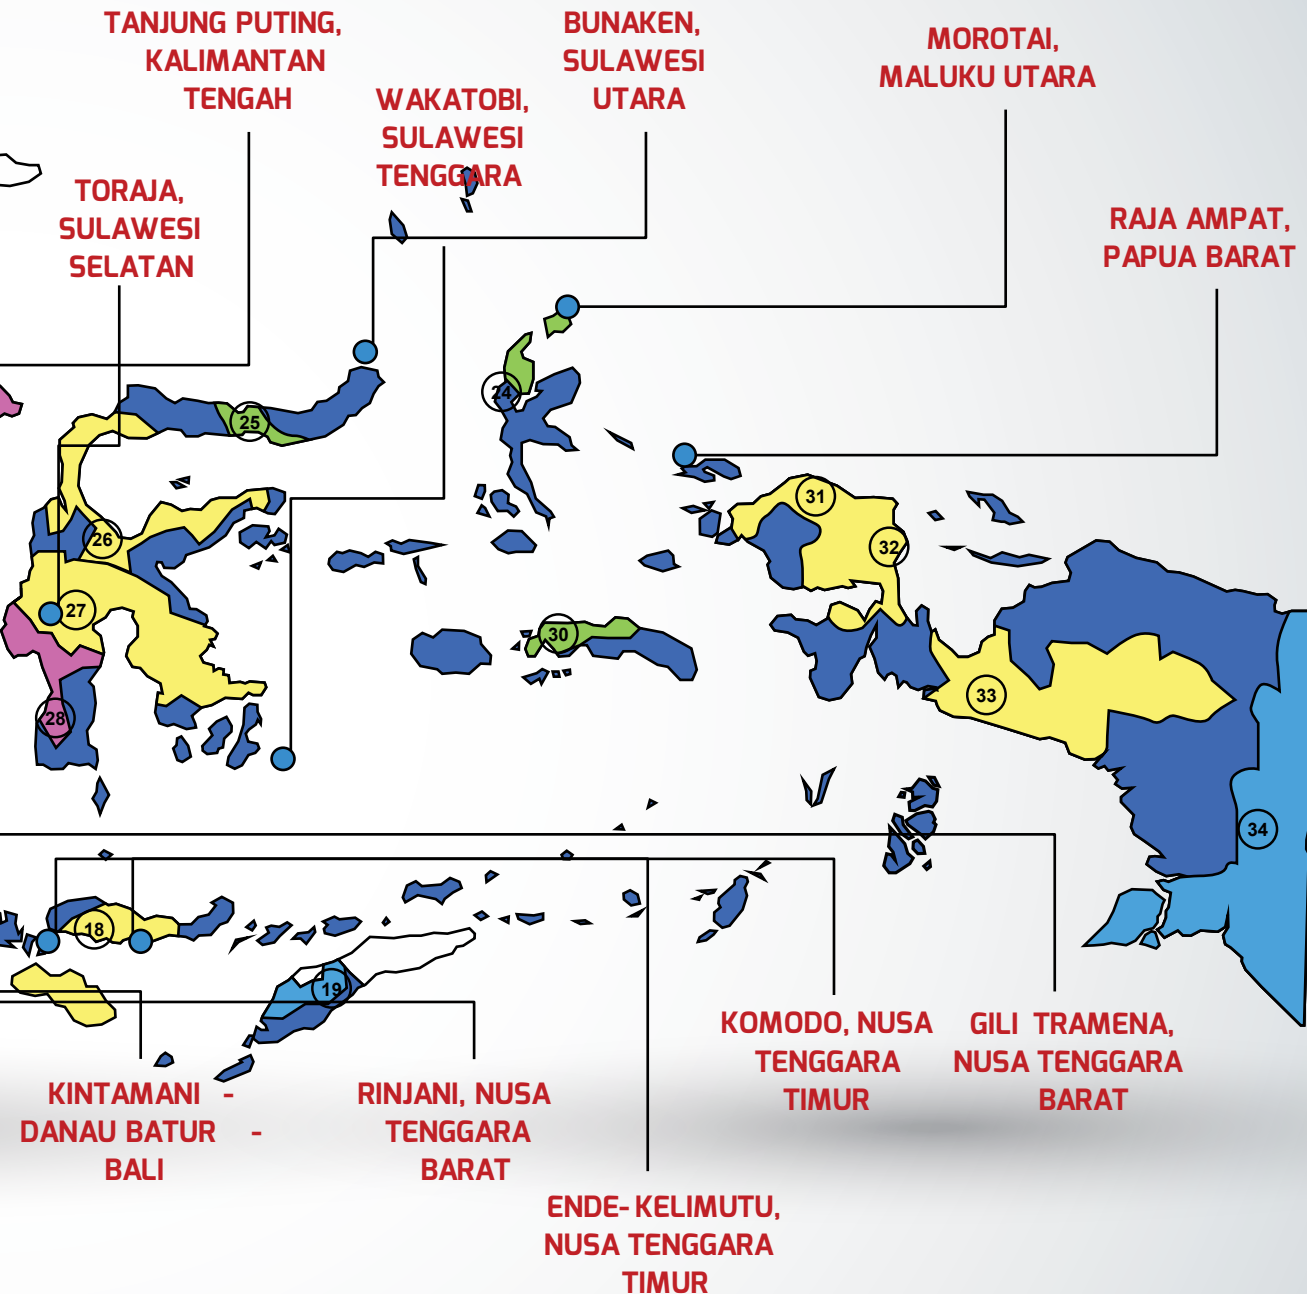 TANJUNG PUTING,
KALIMANTAN
TENGAH
BUNAKEN,
SULAWESI
UTARA
MOROTAI,
MALUKU UTARA
WAKATOBI,
SULAWESI
TENGGARA
TORAJA,
SULAWESI
SELATAN
RAJA AMPAT,
PAPUA BARAT
24
25
31
26
32
27
30
33
28
34
18
19
KOMODO, NUSA
TENGGARA
TIMUR
GILI TRAMENA,
NUSA TENGGARA
BARAT
KINTAMANI -
DANAU BATUR -
BALI
RINJANI, NUSA
TENGGARA
BARAT
ENDE- KELIMUTU,
NUSA TENGGARA
TIMUR